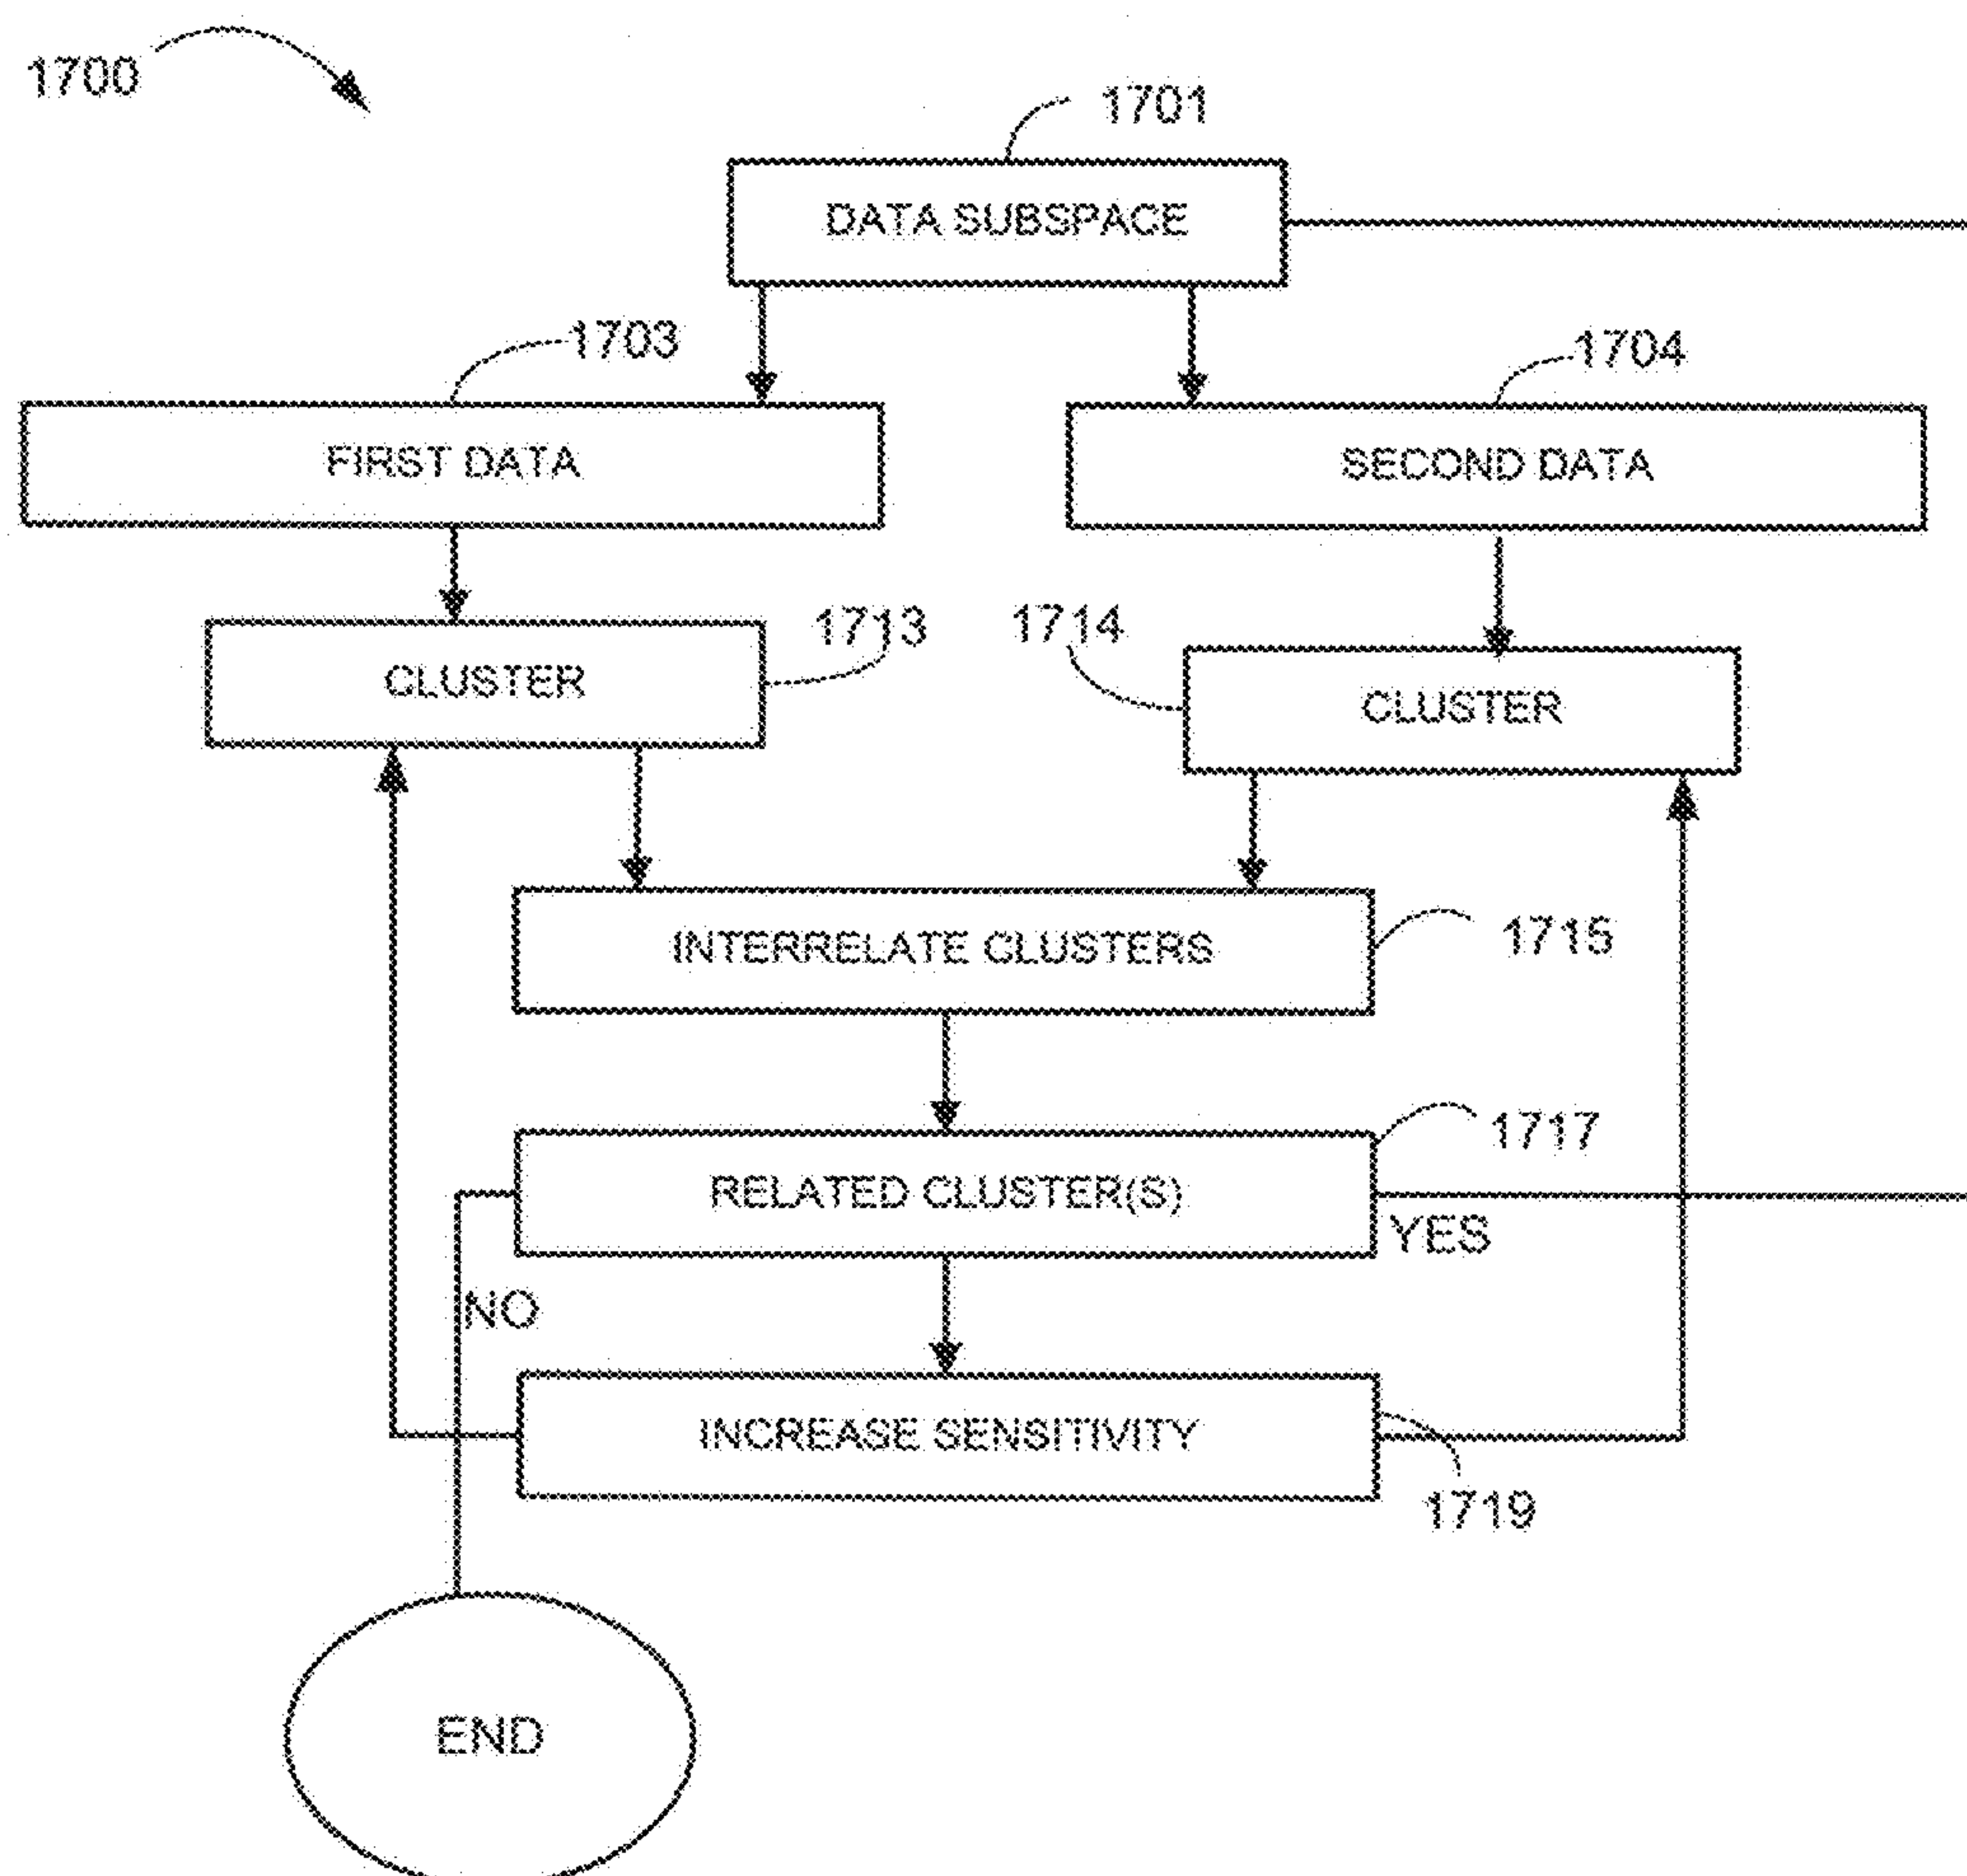 1700
1701
DATA SUBSPACE
1703
1704
FIRST DATA
SECOND DATA
1713
1714
CLUSTER
CLUSTER
INTERRELATE CLUSTERS
1715
1717
RELATED CLUSTER(S)
YES
NO
INCREASE SENSITIVITY
1719
END